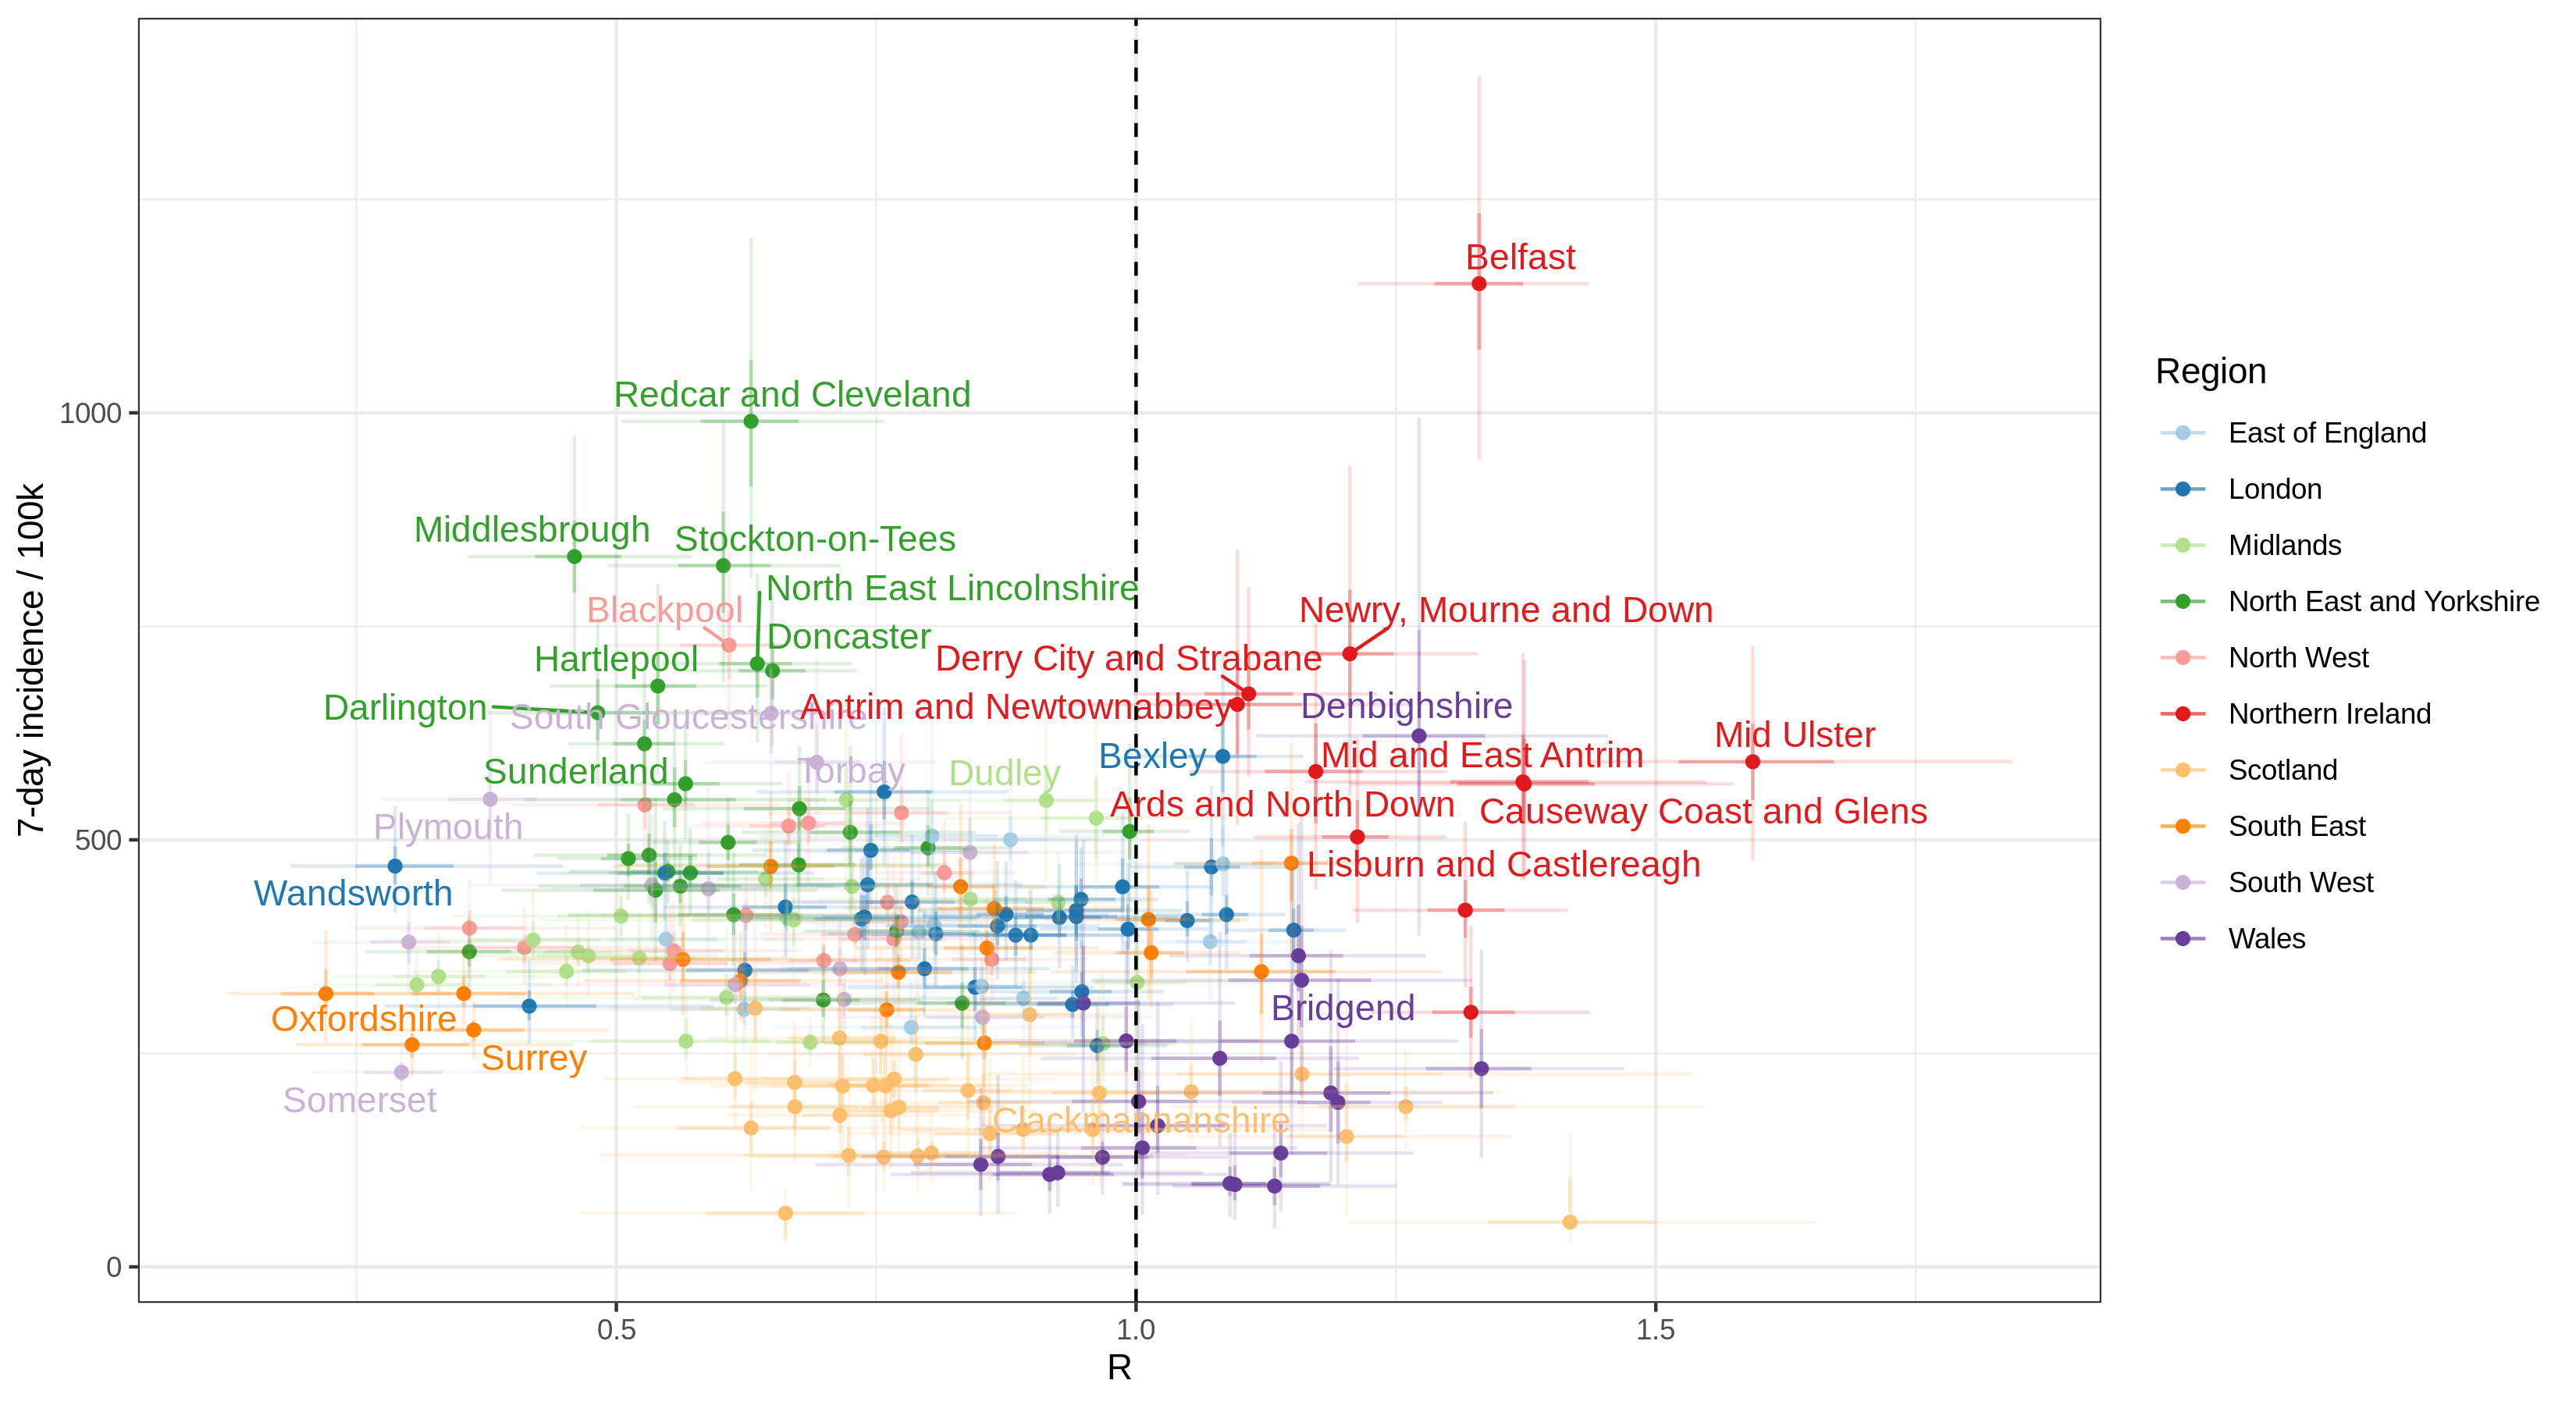 Belfast
Redcar and Cleveland
1000
Middlesbrough
Stockton-on-Tees
North East Lincolnshire
Blackpool
Newry, Mourne and Down
Doncaster
Hartlepool
Derry City and Strabane
Darlington
South Gloucestershire
Antrim and Newtownabbey
Denbighshire
Mid Ulster
Bexley
Mid and East Antrim
Sunderland
Torbay
Dudley
Ards and North Down
Causeway Coast and Glens
Plymouth
500
Lisburn and Castlereagh
Wandsworth
Oxfordshire
Bridgend
Surrey
Somerset
Clackmannanshire
0
0.5
1.0
1.5
R
7-day incidence / 100k
Region
East of England
London
Midlands
North East and Yorkshire
North West
Northern Ireland
Scotland
South East
South West
Wales